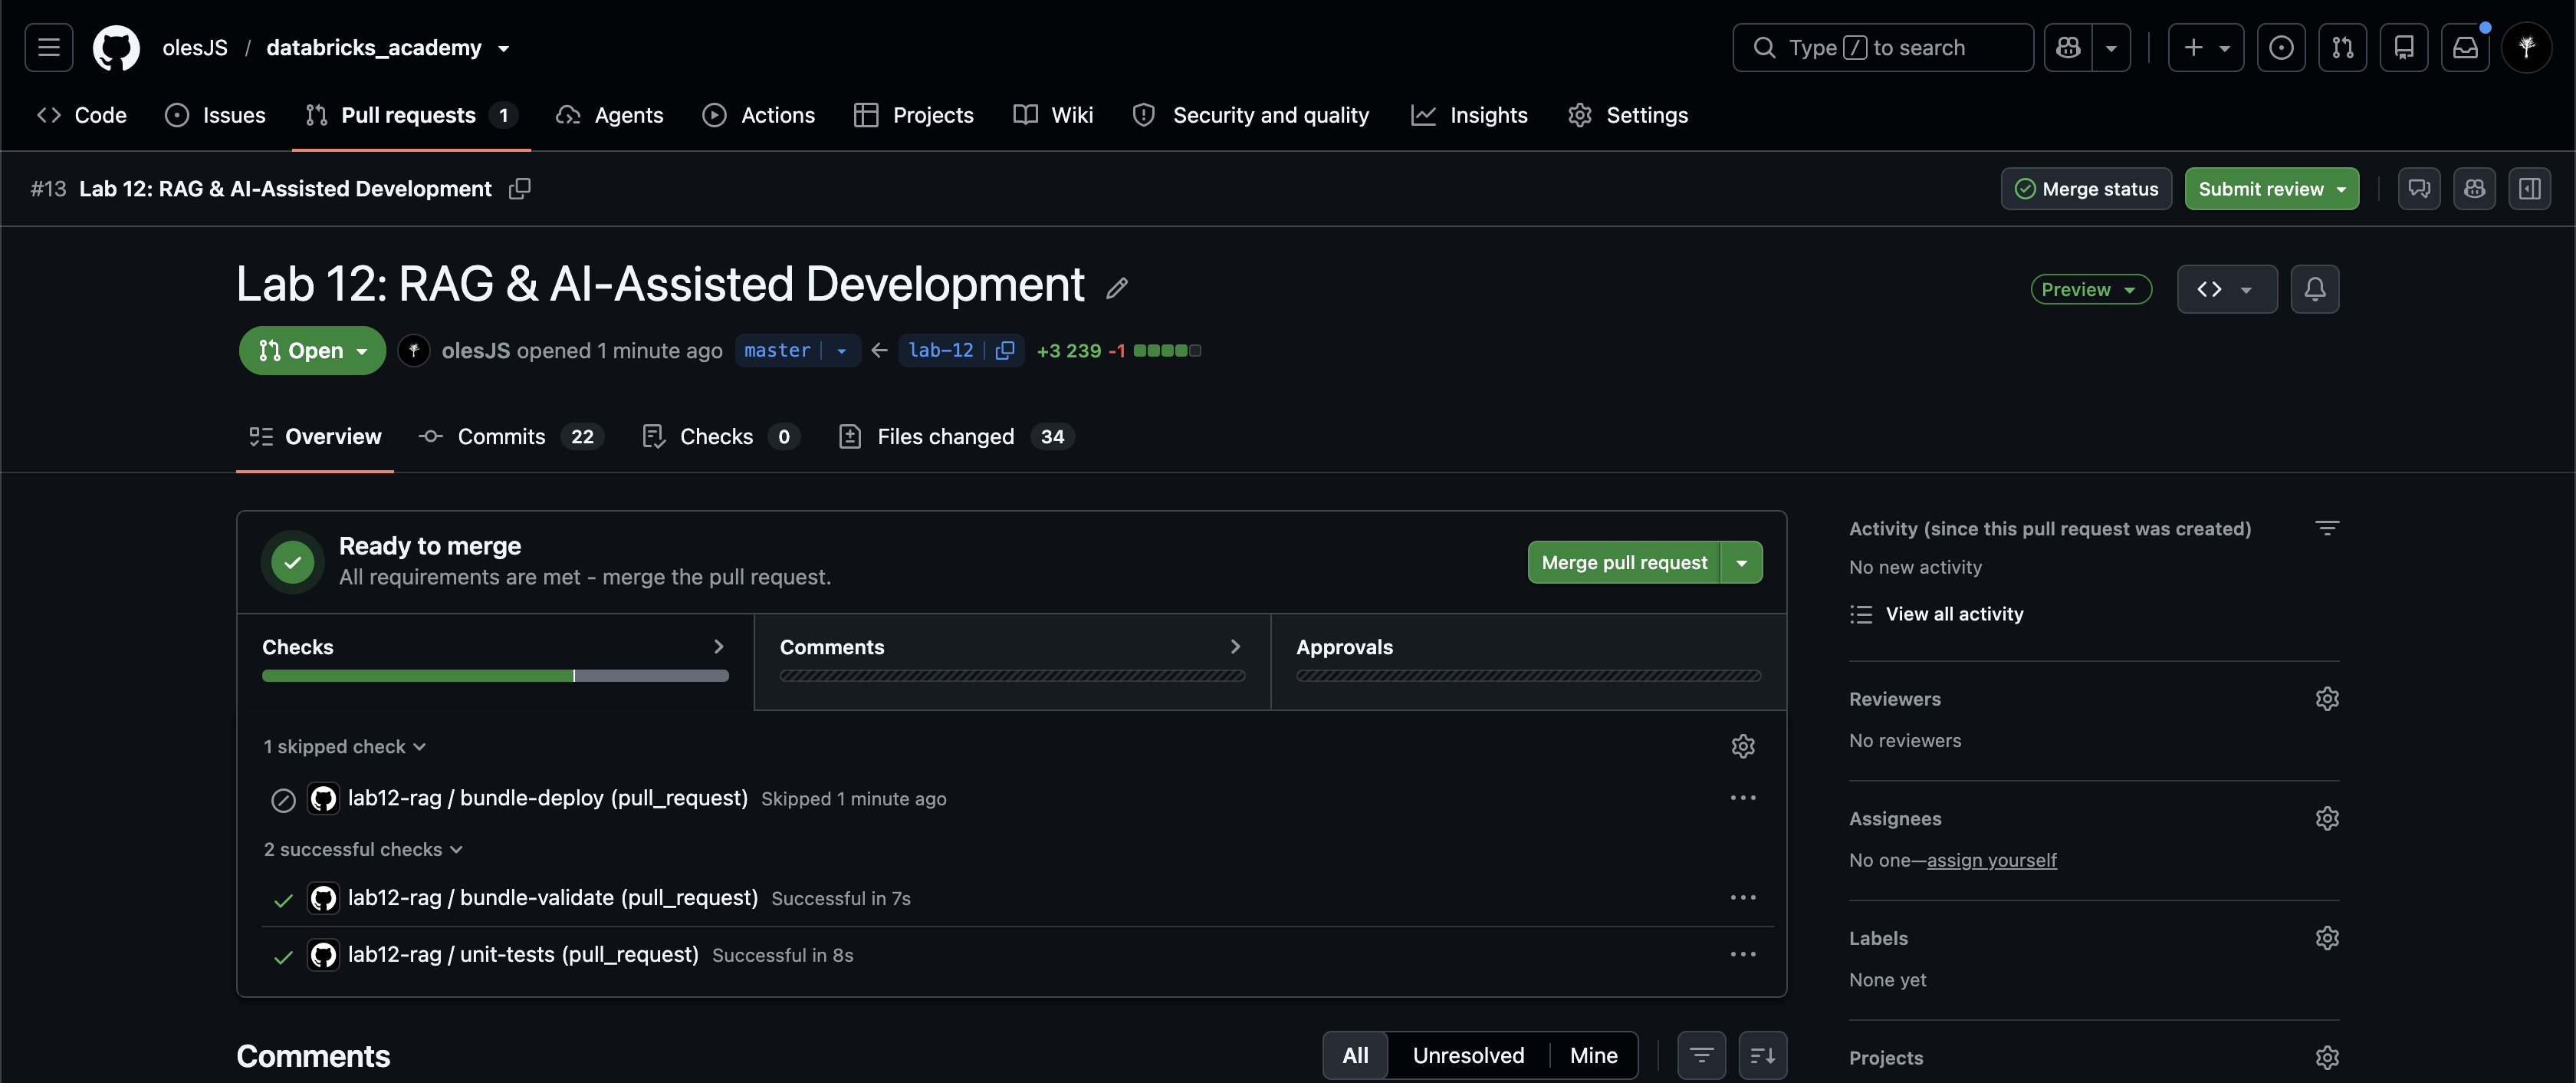 olesJS / databricks_academy
Type / to search
Code Issues Pull requests 1 Agents Actions Projects Wiki Security and quality Insights Settings
#13 Lab 12: RAG & AI-Assisted Development
Merge status Submit review
Lab 12: RAG & AI-Assisted Development
Preview
Open olesJS opened 1 minute ago master ← lab-12 +3 239 -1
Overview Commits 22 Checks 0 Files changed 34
Ready to merge
All requirements are met - merge the pull request.
Merge pull request
Checks Comments Approvals
1 skipped check
lab12-rag / bundle-deploy (pull_request) Skipped 1 minute ago
2 successful checks
lab12-rag / bundle-validate (pull_request) Successful in 7s
lab12-rag / unit-tests (pull_request) Successful in 8s
Comments
All Unresolved Mine
Activity (since this pull request was created)
No new activity
View all activity
Reviewers
No reviewers
Assignees
No one—assign yourself
Labels
None yet
Projects